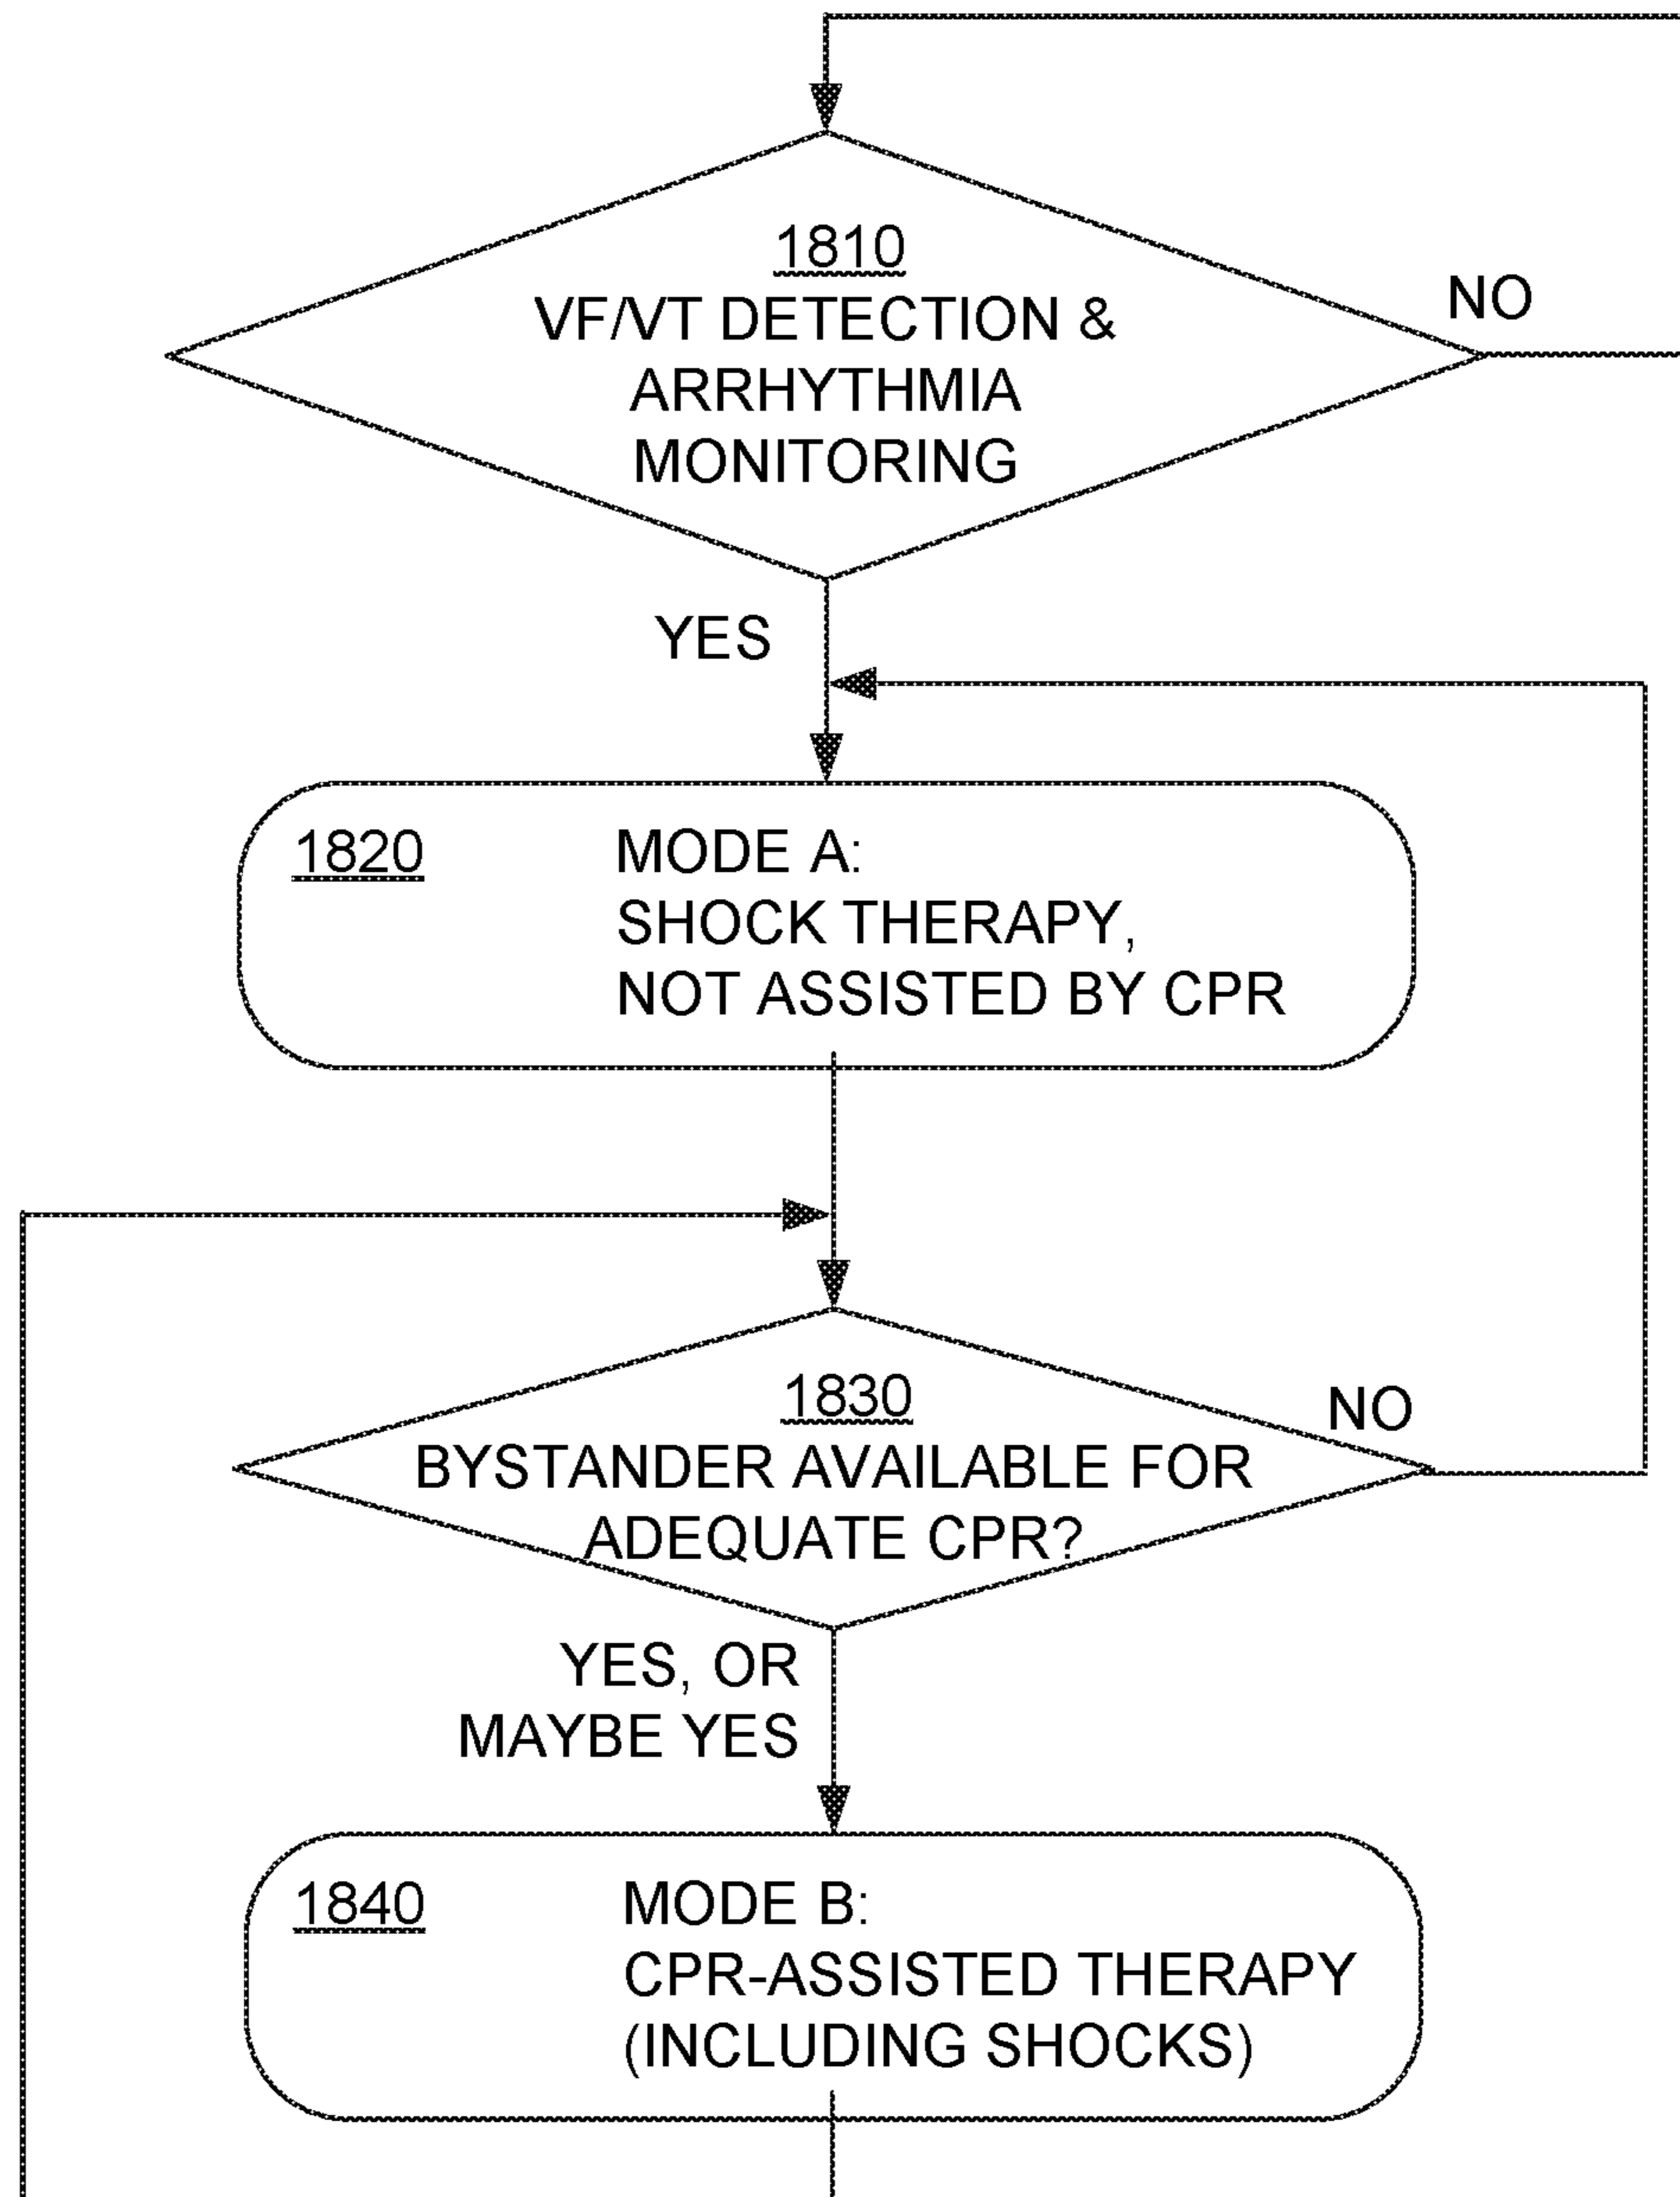 1810
VF/VT DETECTION &
ARRHYTHMIA
MONITORING
NO
YES
1820
MODE A:
SHOCK THERAPY,
NOT ASSISTED BY CPR
1830
BYSTANDER AVAILABLE FOR
ADEQUATE CPR?
NO
YES, OR
MAYBE YES
1840
MODE B:
CPR-ASSISTED THERAPY
(INCLUDING SHOCKS)